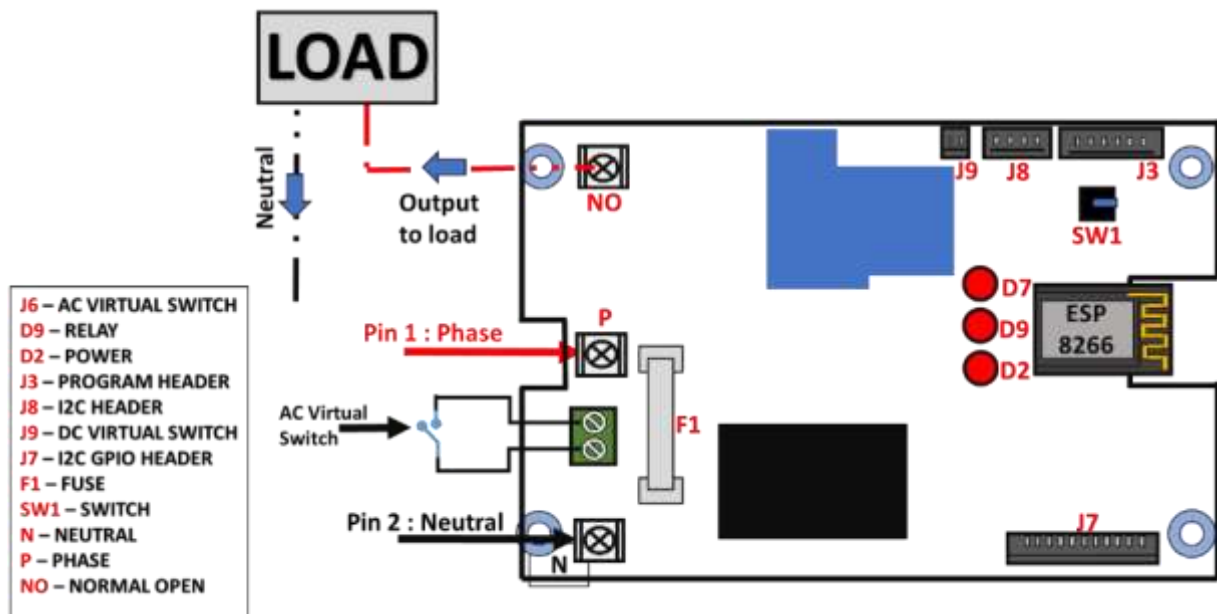 LOAD
Neutral
Output
to load
NO
J9
J8
J3
SW1
D7
D9
D2
ESP
8266
Pin 1 : Phase
P
AC Virtual
Switch
F1
Pin 2 : Neutral
N
J7
J6 – AC VIRTUAL SWITCH
D9 – RELAY
D2 – POWER
J3 – PROGRAM HEADER
J8 – I2C HEADER
J9 – DC VIRTUAL SWITCH
J7 – I2C GPIO HEADER
F1 – FUSE
SW1 – SWITCH
N – NEUTRAL
P – PHASE
NO – NORMAL OPEN